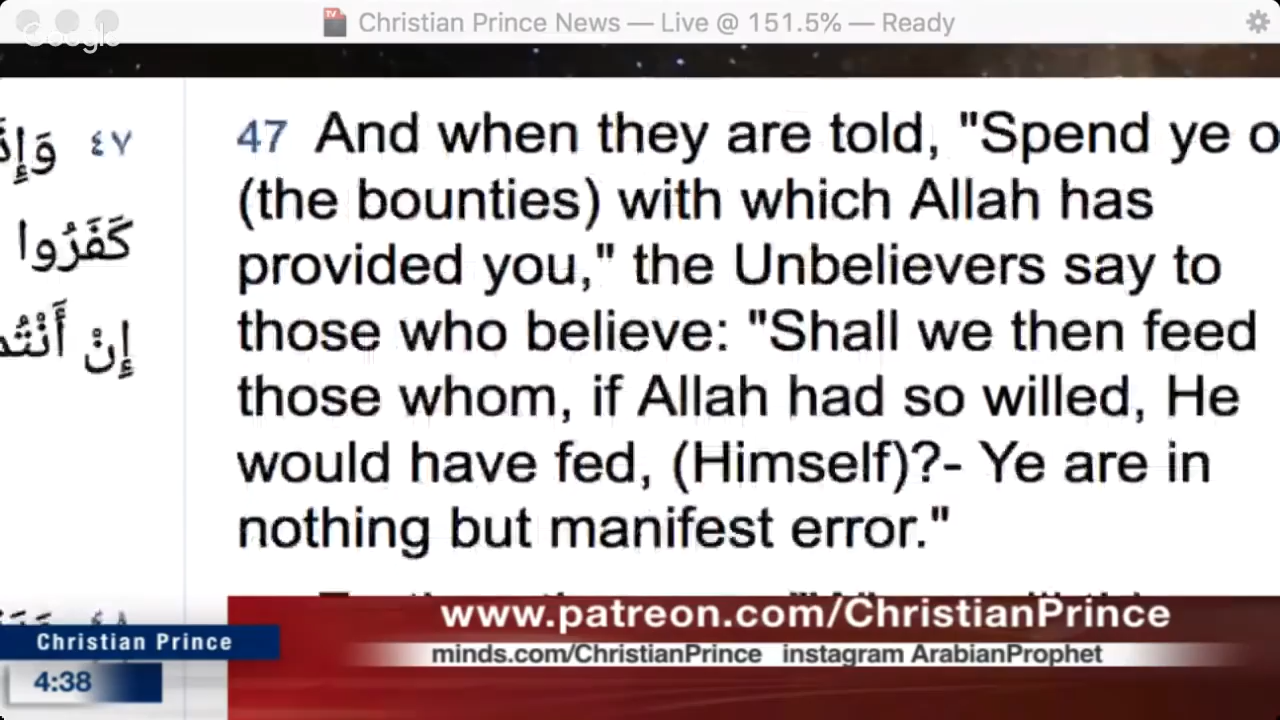 Christian Prince News — Live @ 151.5% — Ready
Google
٤٧
كَفَرُوا
إِنْ
47 And when they are told, "Spend ye o
(the bounties) with which Allah has
provided you," the Unbelievers say to
those who believe: "Shall we then feed
those whom, if Allah had so willed, He
would have fed, (Himself)?- Ye are in
nothing but manifest error."
www.patreon.com/ChristianPrince
minds.com/ChristianPrince instagram ArabianProphet
Christian Prince
4:38